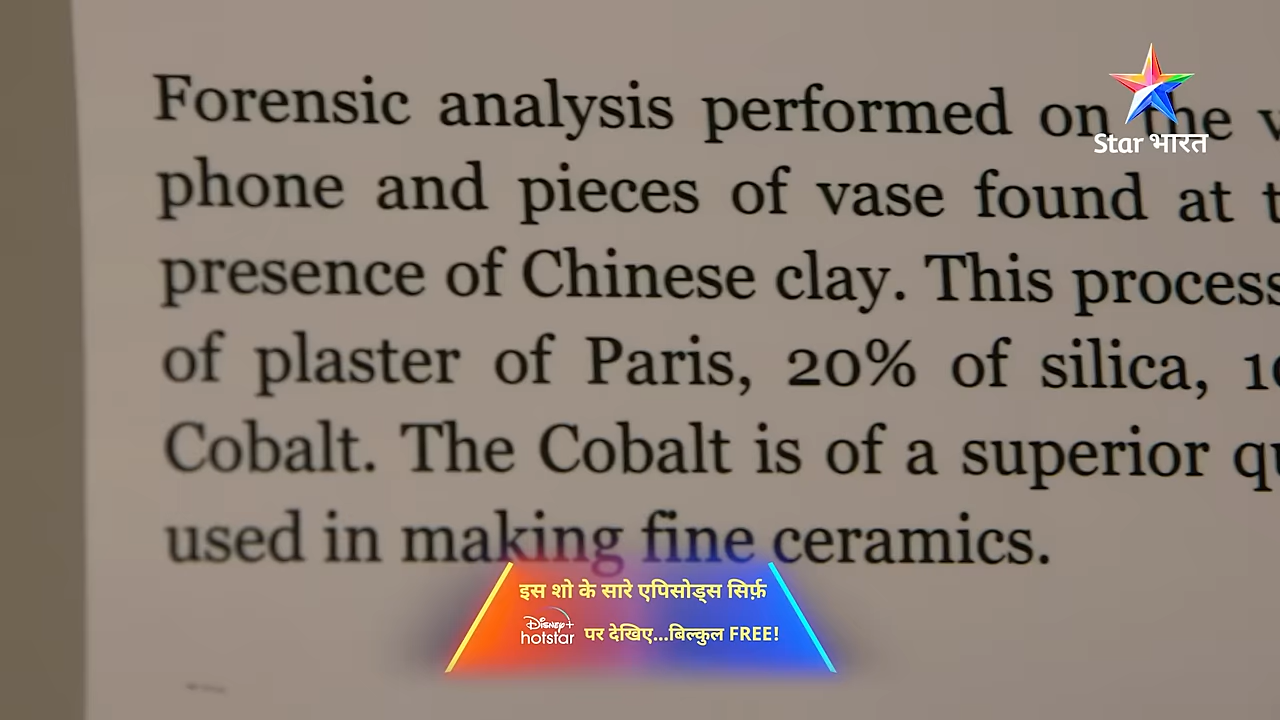 Forensic analysis performed on the
phone and pieces of vase found at
presence of Chinese clay. This process
of plaster of Paris, 20% of silica,
Cobalt. The Cobalt is of a superior
used in making fine ceramics.
Star भारत
इस शो के सारे एपिसोड्स सिर्फ़
Disney+ hotstar पर देखिए...बिल्कुल FREE!